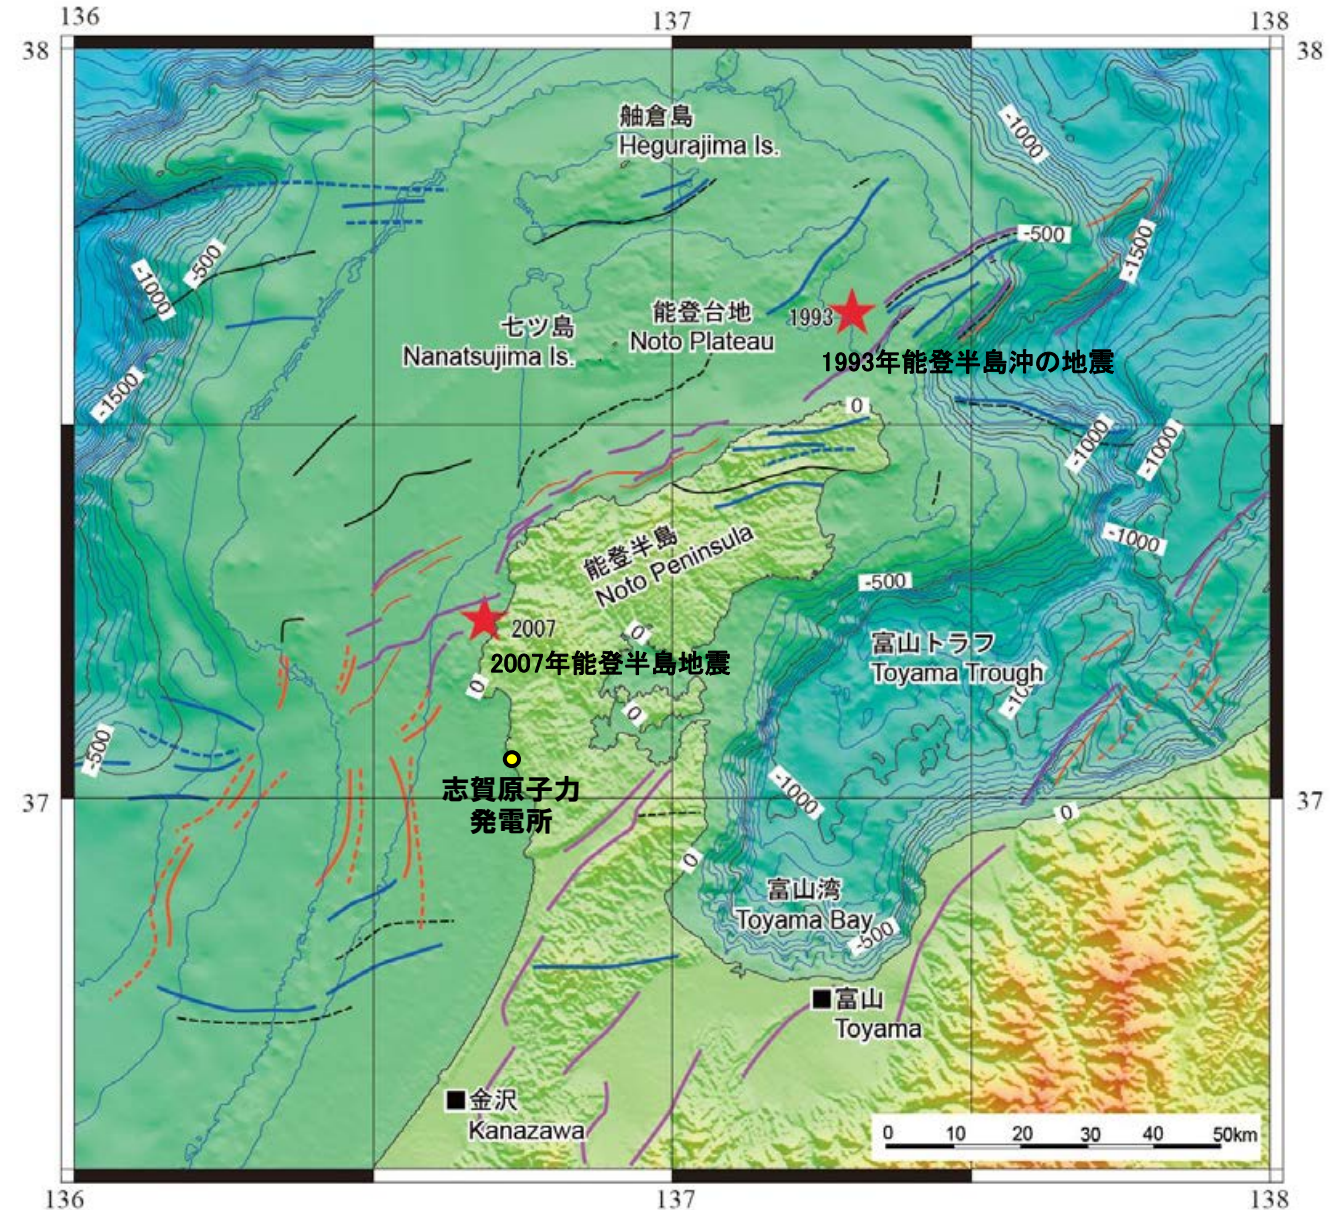 136
137
138
38
38
舳倉島
Hegurajima Is.
-1000
-500
-500
-1000
-1500
能登台地
Noto Plateau
七ツ島
Nanatsujima Is.
1993
1993年能登半島沖の地震
-1500
0
-1000
-1000
-1000
能登半島
Noto Peninsula
-500
2007
2007年能登半島地震
0
0
0
富山トラフ
Toyama Trough
-500
志賀原子力
発電所
-1000
37
37
0
0
富山湾
Toyama Bay
-500
富山
Toyama
金沢
Kanazawa
0 10 20 30 40 50km
136
137
138